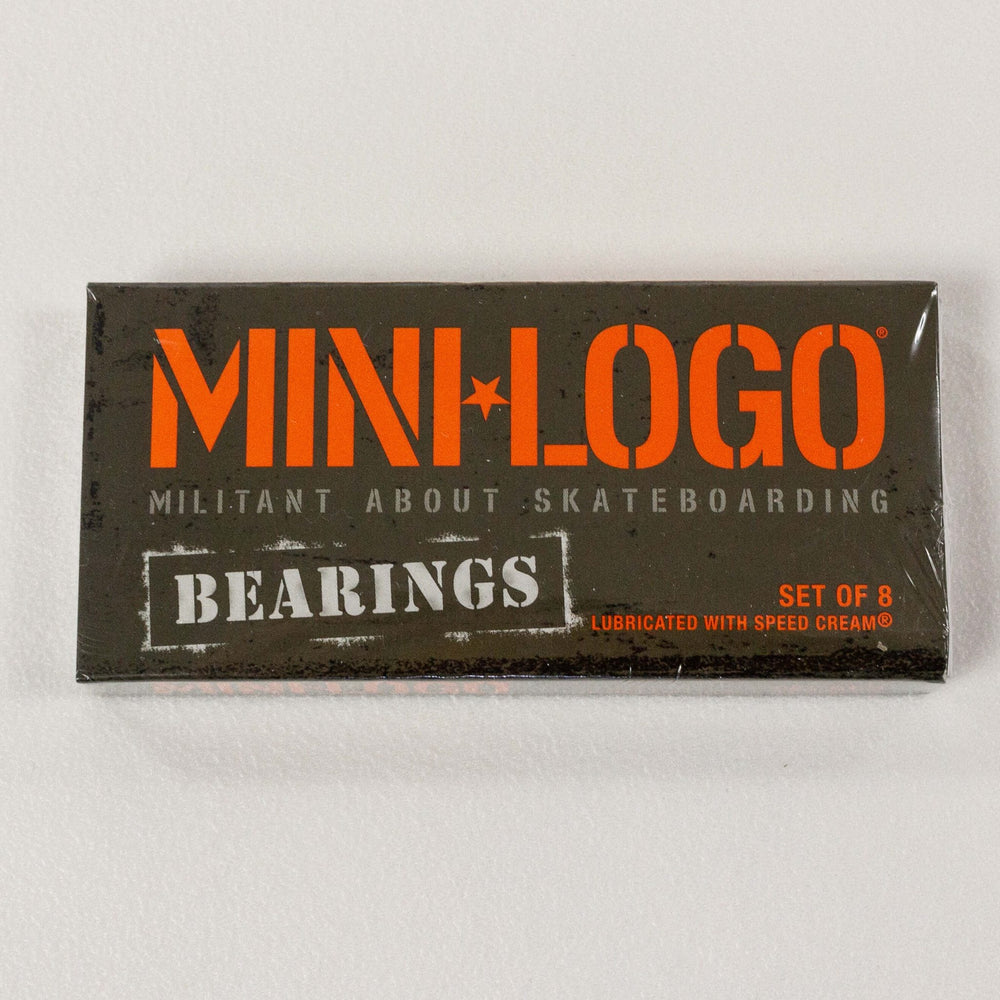 MINI★LOGO®
MILITANT ABOUT SKATEBOARDING
BEARINGS
SET OF 8
LUBRICATED WITH SPEED CREAM®